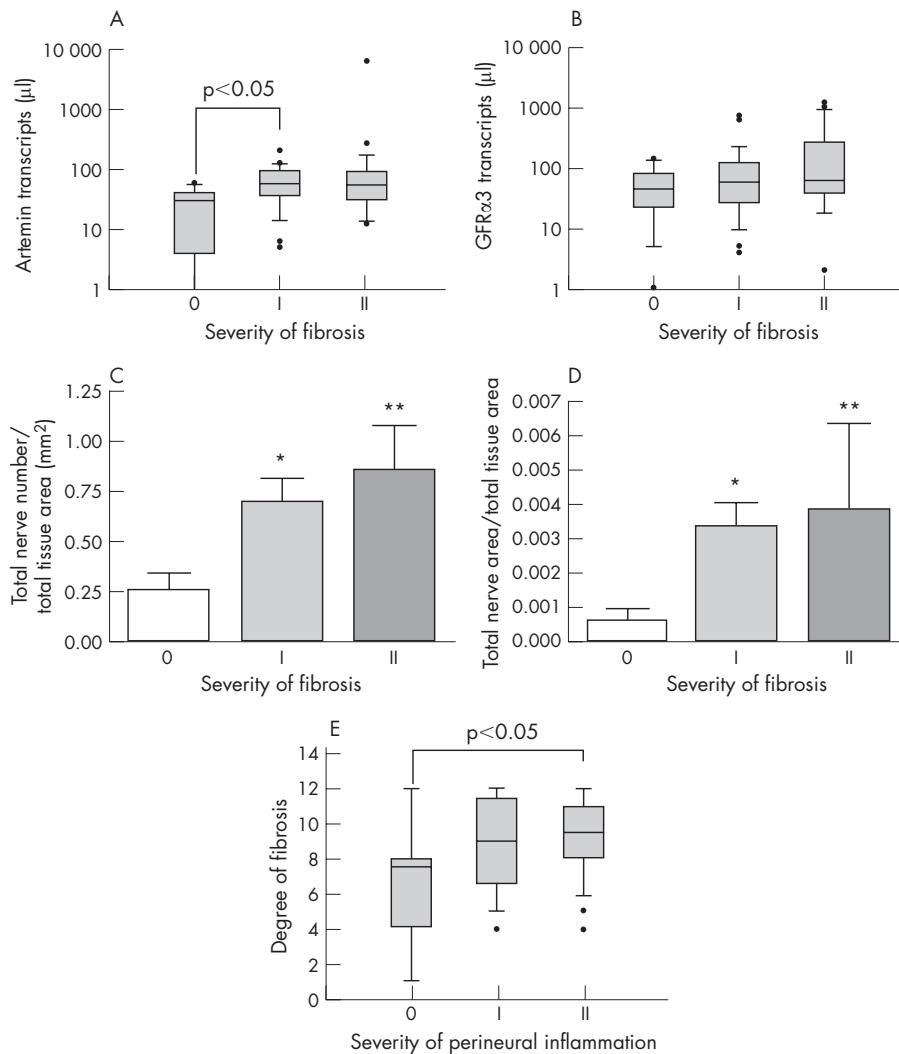 A
10 000
1000
100
10
1
Artemin transcripts (µl)
p<0.05
0 I II
Severity of fibrosis
B
10 000
1000
100
10
1
GFRα3 transcripts (µl)
0 I II
Severity of fibrosis
C
1.25
1.00
0.75
0.50
0.25
0.00
Total nerve number/
total tissue area (mm²)
*
**
0 I II
Severity of fibrosis
D
0.007
0.006
0.005
0.004
0.003
0.002
0.001
0.000
Total nerve area/total tissue area
*
**
0 I II
Severity of fibrosis
E
14
12
10
8
6
4
2
0
Degree of fibrosis
p<0.05
0 I II
Severity of perineural inflammation